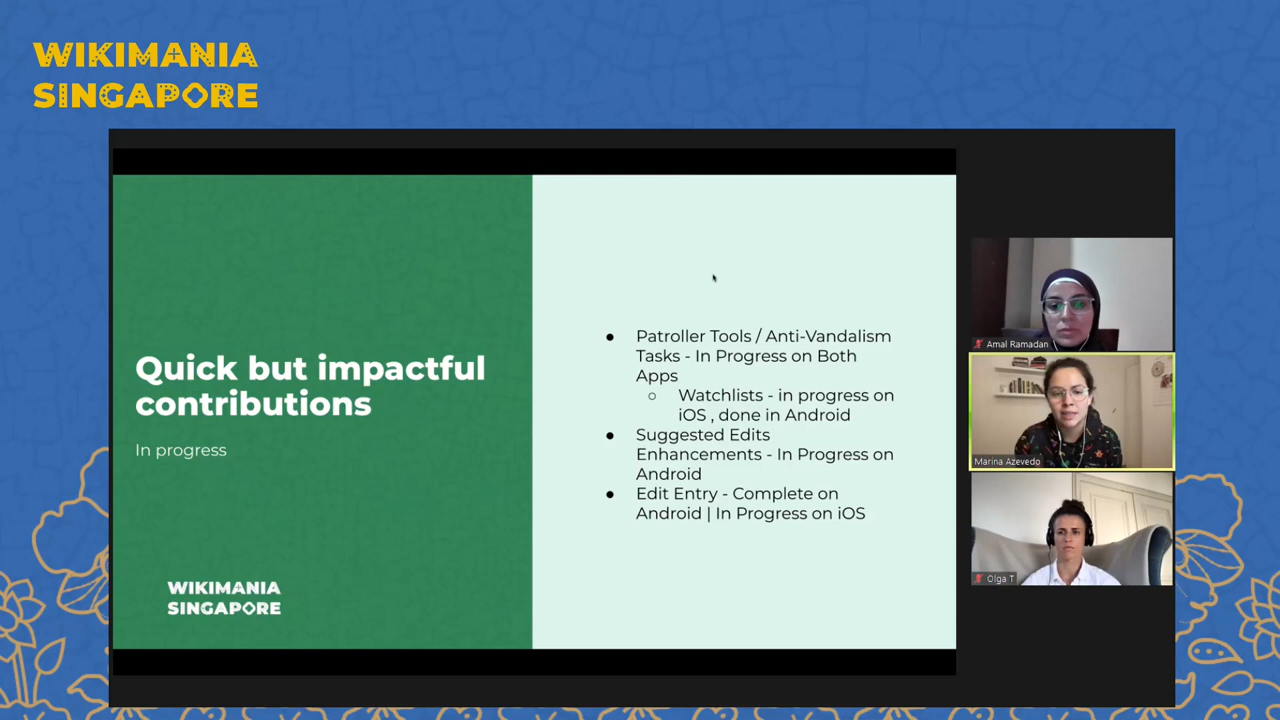 WIKIMANIA
SINGAPORE
Quick but impactful
contributions
In progress
WIKIMANIA
SINGAPORE
● Patroller Tools / Anti-Vandalism
Tasks - In Progress on Both
Apps
○ Watchlists - in progress on
iOS , done in Android
● Suggested Edits
Enhancements - In Progress on
Android
● Edit Entry - Complete on
Android | In Progress on iOS
Amal Ramadan
Marina Azevedo
Olga T